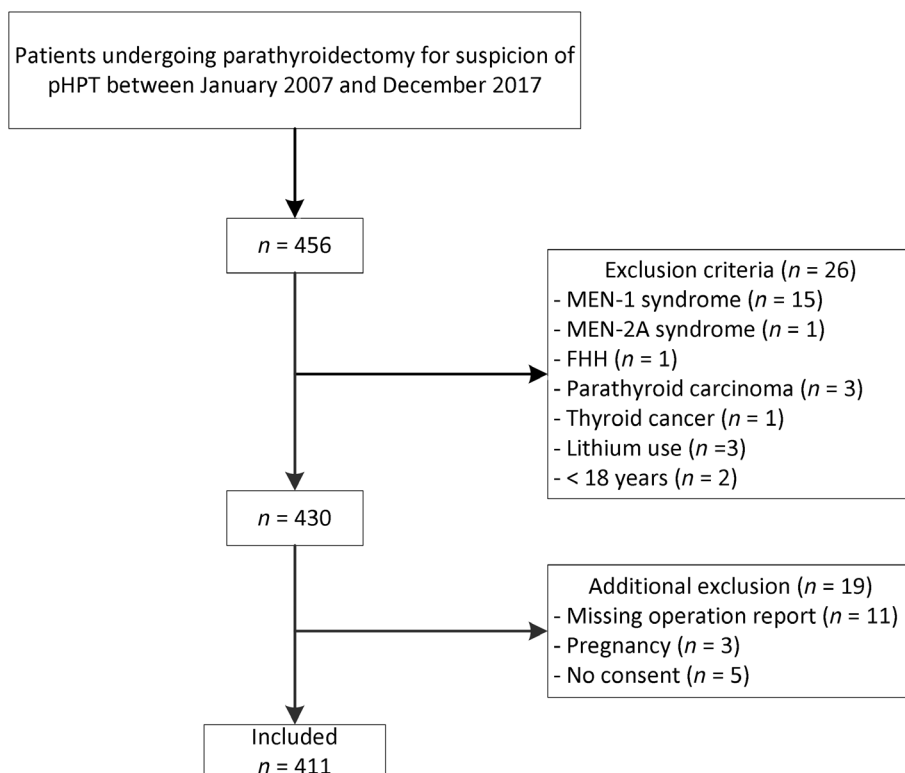 Patients undergoing parathyroidectomy for suspicion of
pHPT between January 2007 and December 2017
n = 456
Exclusion criteria (n = 26)
- MEN-1 syndrome (n = 15)
- MEN-2A syndrome (n = 1)
- FHH (n = 1)
- Parathyroid carcinoma (n = 3)
- Thyroid cancer (n = 1)
- Lithium use (n =3)
- < 18 years (n = 2)
n = 430
Additional exclusion (n = 19)
- Missing operation report (n = 11)
- Pregnancy (n = 3)
- No consent (n = 5)
Included
n = 411